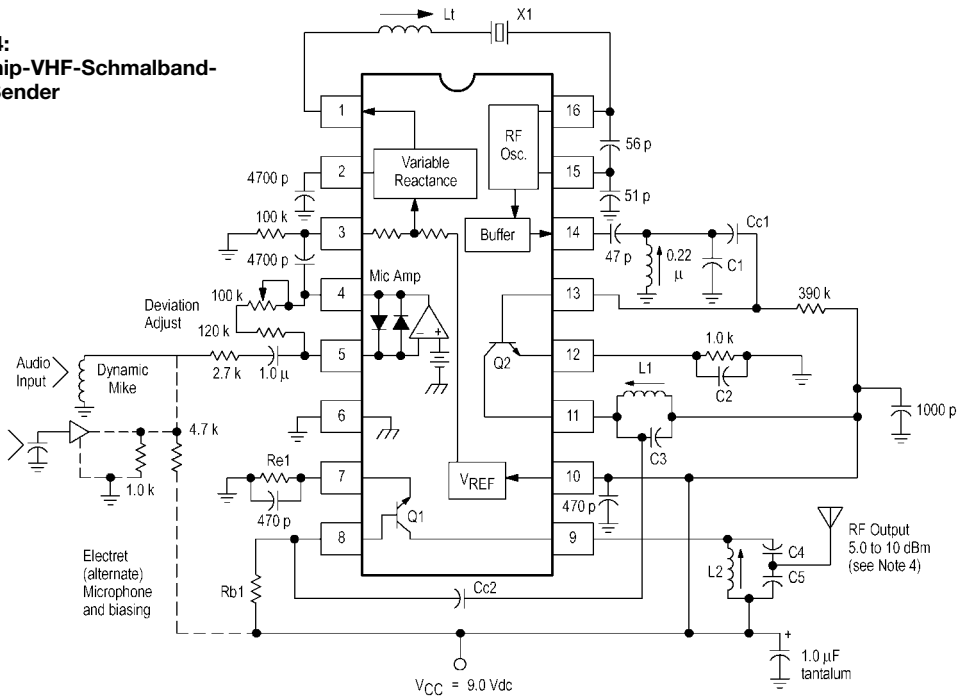 4:
hip-VHF-Schmalband-
Sender
Lt
X1
1
16
RF
Osc.
56 p
2
15
Variable
Reactance
4700 p
51 p
100 k
3
Buffer
14
Cc1
47 p
0.22
μ
C1
4700 p
Mic Amp
13
390 k
Deviation
Adjust
100 k
4
120 k
Q2
12
1.0 k
Audio
Input
Dynamic
Mike
2.7 k
1.0 μ
5
C2
L1
11
1000 p
6
C3
4.7 k
1.0 k
Re1
7
VREF
10
470 p
470 p
Q1
RF Output
5.0 to 10 dBm
(see Note 4)
8
9
C4
L2
C5
Electret
(alternate)
Microphone
and biasing
Rb1
Cc2
+
1.0 μF
tantalum
VCC = 9.0 Vdc